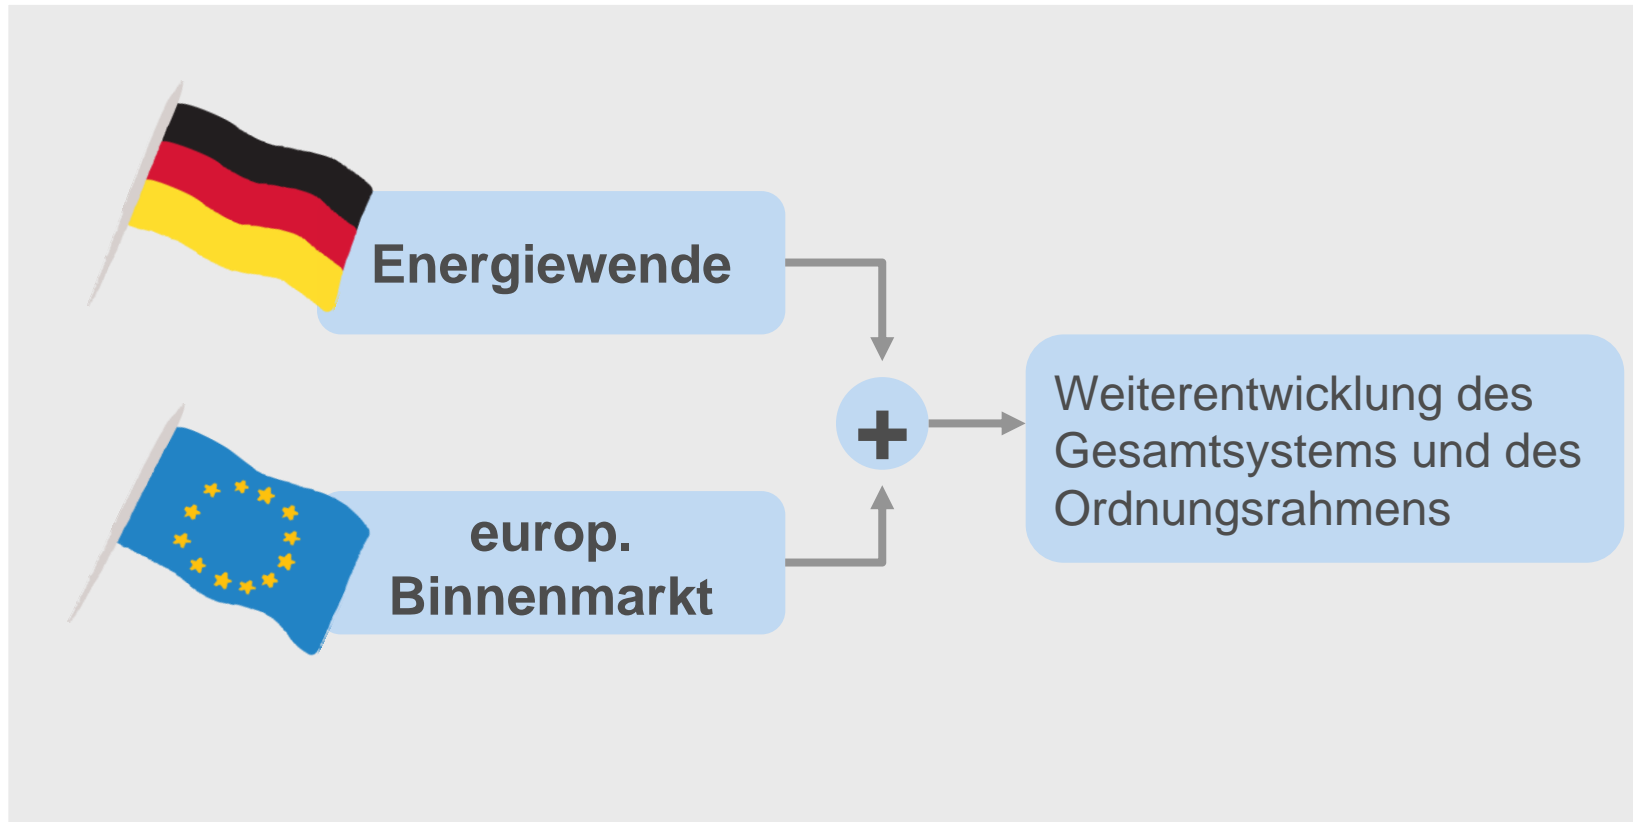 Energiewende
europ.
Binnenmarkt
+
Weiterentwicklung des
Gesamtsystems und des
Ordnungsrahmens